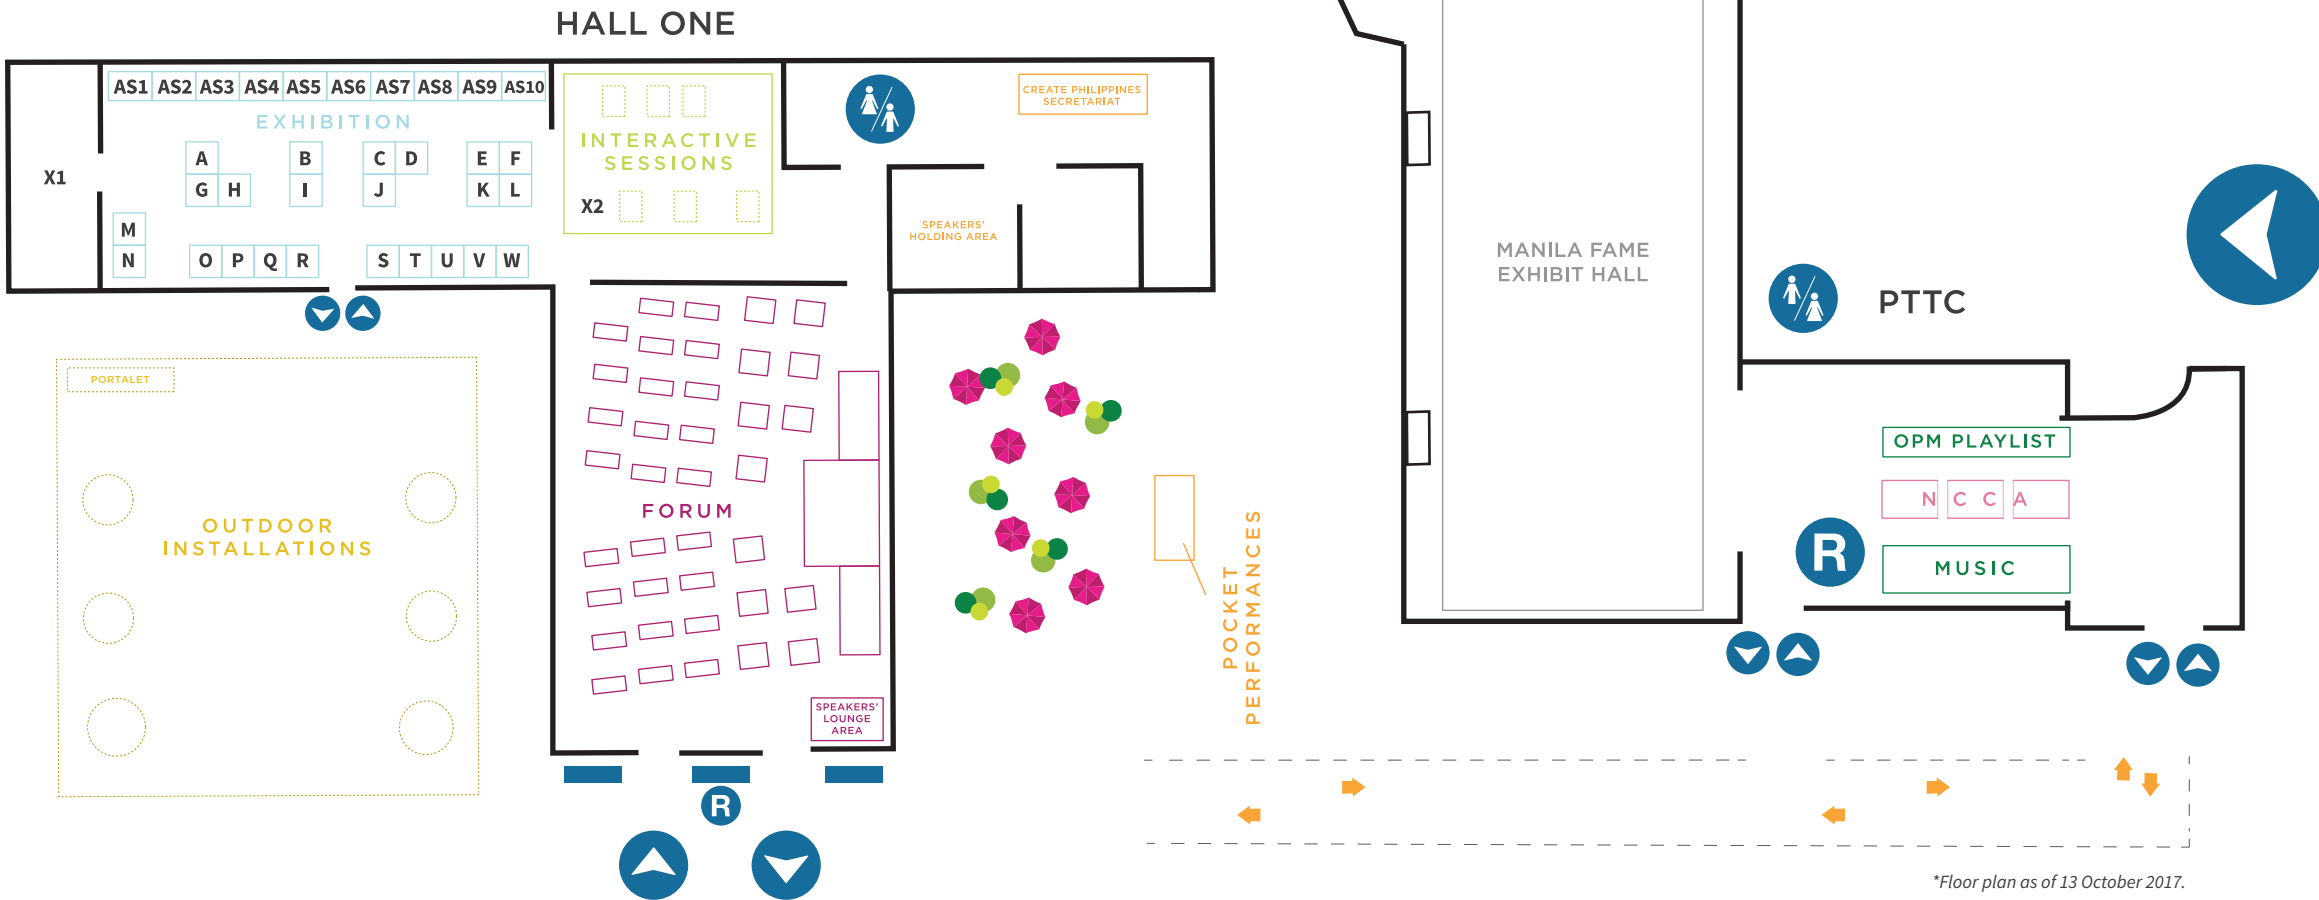 HALL ONE
AS1 AS2 AS3 AS4 AS5 AS6 AS7 AS8 AS9 AS10
EXHIBITION
A B C D E F
G H I J K L
X1
M
N
O P Q R S T U V W
INTERACTIVE
SESSIONS
X2
CREATE PHILIPPINES
SECRETARIAT
SPEAKERS'
HOLDING AREA
PORTALET
OUTDOOR
INSTALLATIONS
FORUM
SPEAKERS'
LOUNGE
AREA
R
POCKET
PERFORMANCES
MANILA FAME
EXHIBIT HALL
PTTC
OPM PLAYLIST
NCCA
R
MUSIC
*Floor plan as of 13 October 2017.